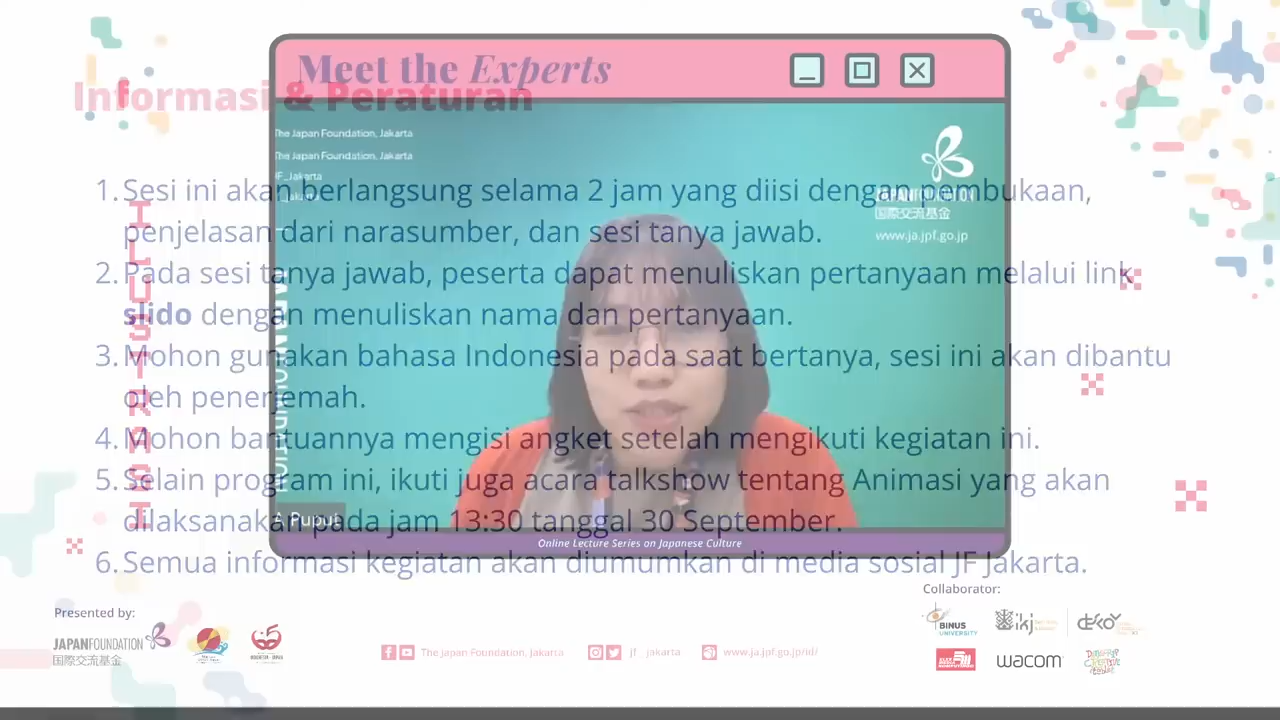 Meet the Experts
Informasi & Peraturan
The Japan Foundation, Jakarta
The Japan Foundation, Jakarta
JF_Jakarta
JAPANFOUNDATION
国際交流基金
www.ja.jpf.go.jp
ILUSTRASI
1. Sesi ini akan berlangsung selama 2 jam yang diisi dengan pembukaan,
penjelasan dari narasumber, dan sesi tanya jawab.
2. Pada sesi tanya jawab, peserta dapat menuliskan pertanyaan melalui link
slido dengan menuliskan nama dan pertanyaan.
3. Mohon gunakan bahasa Indonesia pada saat bertanya, sesi ini akan dibantu
oleh penerjemah.
4. Mohon bantuannya mengisi angket setelah mengikuti kegiatan ini.
5. Selain program ini, ikuti juga acara talkshow tentang Animasi yang akan
dilaksanakan pada jam 13:30 tanggal 30 September.
6. Semua informasi kegiatan akan diumumkan di media sosial JF Jakarta.
Puput
Online Lecture Series on Japanese Culture
Presented by:
JAPANFOUNDATION
国際交流基金
The Japan Foundation, Jakarta
jf_jakarta
www.ja.jpf.go.jp/id/
Collaborator:
BINUS
UNIVERSITY
ikj
wacom